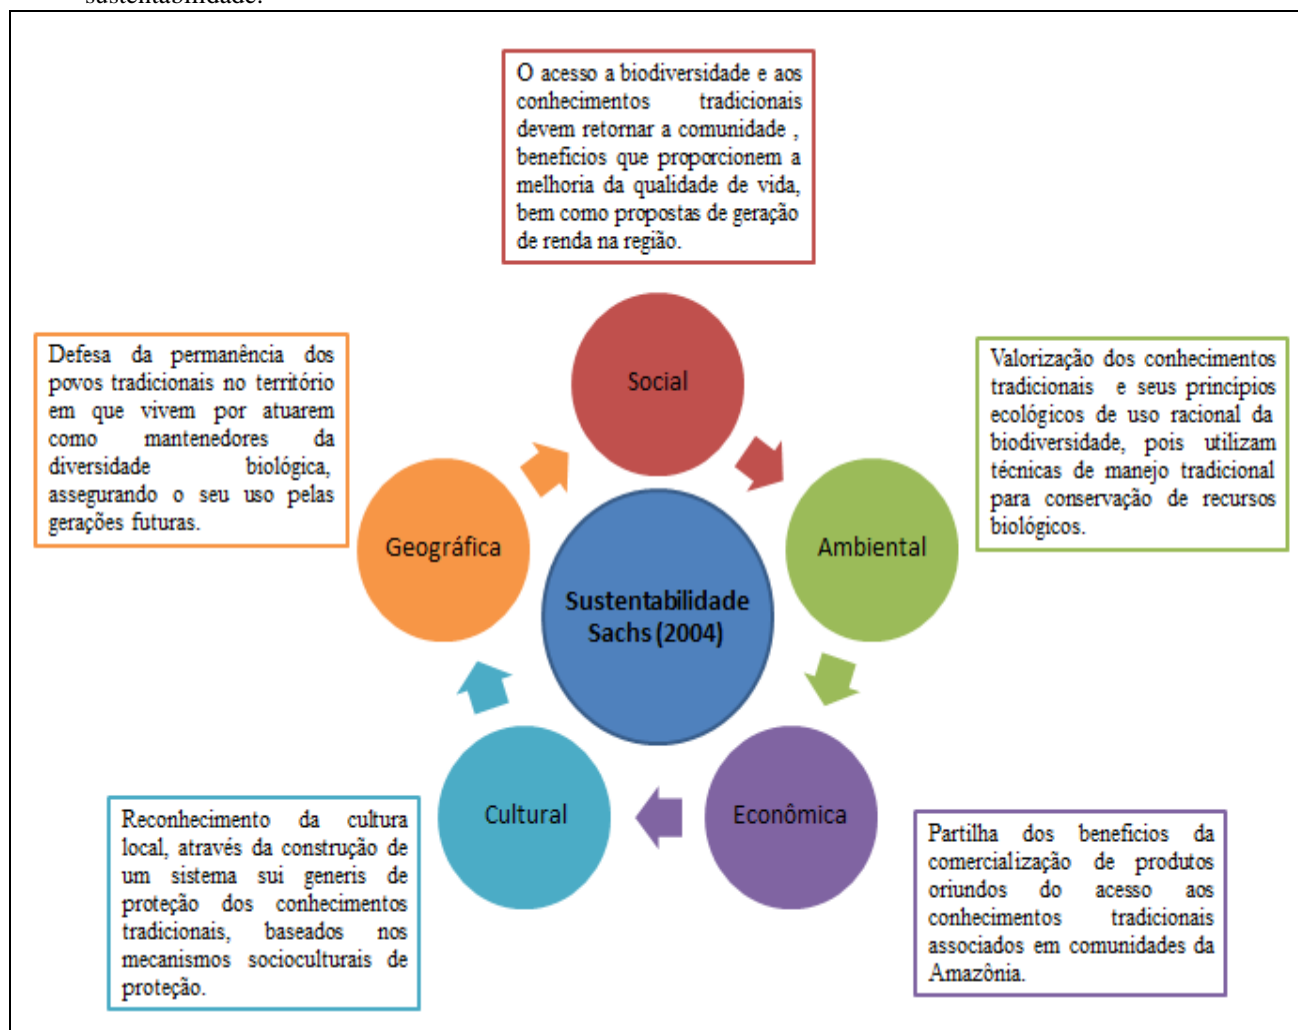 sustentabilidade.
O acesso a biodiversidade e aos
conhecimentos tradicionais
devem retornar a comunidade ,
beneficios que proporcionem a
melhoria da qualidade de vida,
bem como propostas de geração
de renda na região.
Social
Defesa da permanência dos
povos tradicionais no território
em que vivem por atuarem
como mantenedores da
diversidade biológica,
assegurando o seu uso pelas
gerações futuras.
Geográfica
Valorização dos conhecimentos
tradicionais e seus princípios
ecológicos de uso racional da
biodiversidade, pois utilizam
técnicas de manejo tradicional
para conservação de recursos
biológicos.
Ambiental
Sustentabilidade
Sachs (2004)
Cultural
Econômica
Reconhecimento da cultura
local, através da construção de
um sistema sui generis de
proteção dos conhecimentos
tradicionais, baseados nos
mecanismos socioculturais de
proteção.
Partilha dos beneficios da
comercialização de produtos
oriundos do acesso aos
conhecimentos tradicionais
associados em comunidades da
Amazônia.